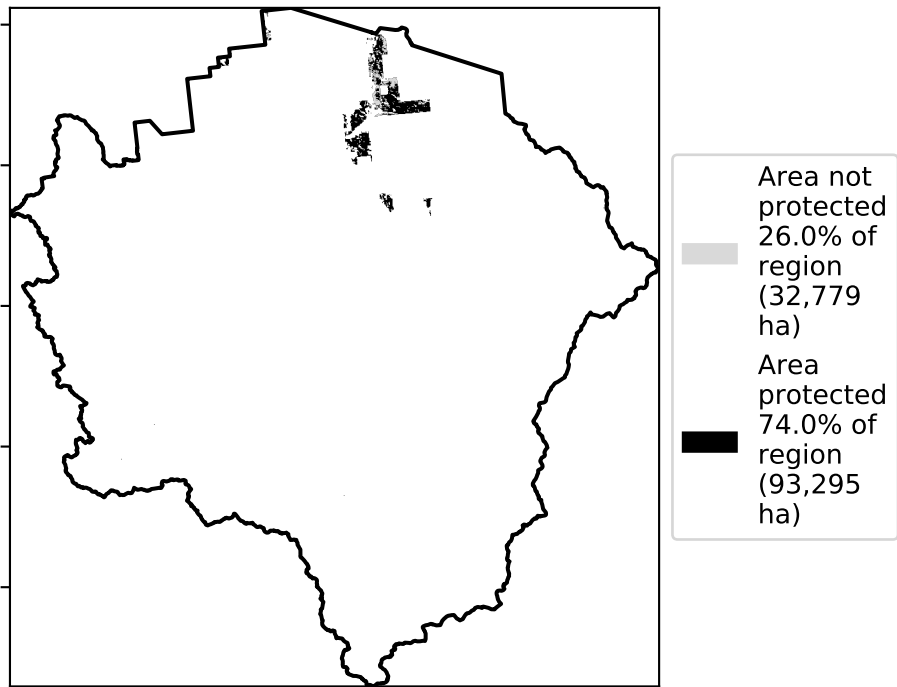 Area not
protected
26.0% of
region
(32,779
ha)
Area
protected
74.0% of
region
(93,295
ha)